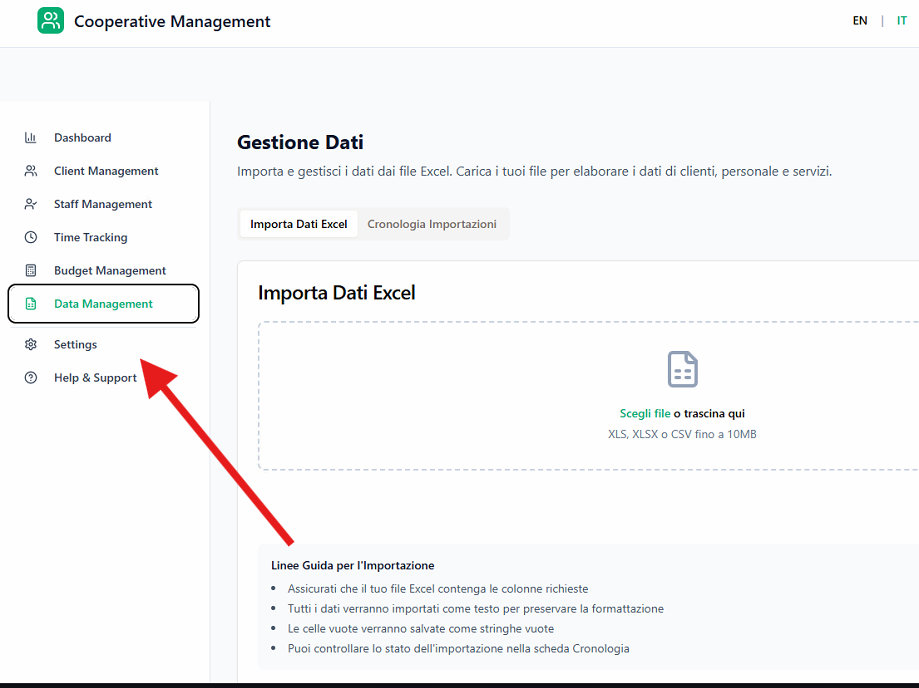 Cooperative Management
EN | IT
Dashboard
Client Management
Staff Management
Time Tracking
Budget Management
Data Management
Settings
Help & Support
Gestione Dati
Importa e gestisci i dati dai file Excel. Carica i tuoi file per elaborare i dati di clienti, personale e servizi.
Importa Dati Excel
Cronologia Importazioni
Importa Dati Excel
Scegli file o trascina qui
XLS, XLSX o CSV fino a 10MB
Linee Guida per l'Importazione
• Assicurati che il tuo file Excel contenga le colonne richieste
• Tutti i dati verranno importati come testo per preservare la formattazione
• Le celle vuote verranno salvate come stringhe vuote
• Puoi controllare lo stato dell'importazione nella scheda Cronologia